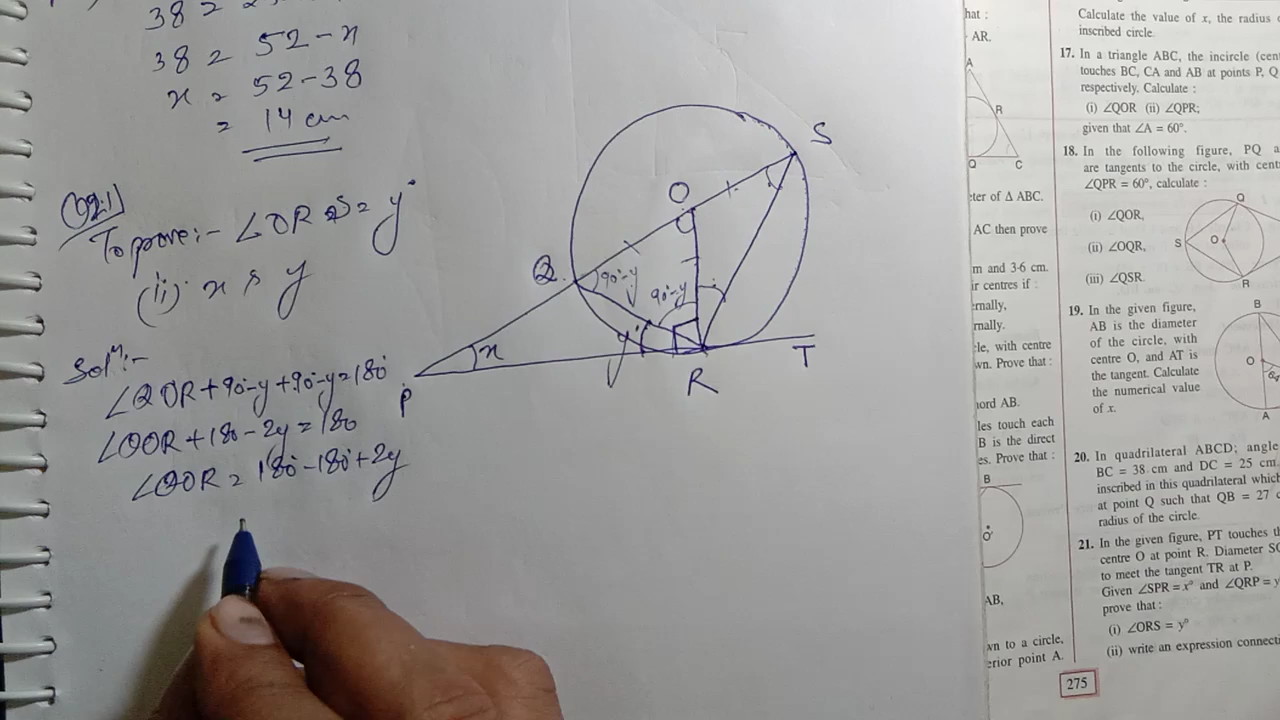 38 =
38 = 52 - x
x = 52 - 38
= 14 cm
Q21)
To prove:- ∠ORS = y°
(ii) x & y
Solⁿ:-
∠QOR + 90°-y + 90°-y = 180°
∠QOR + 180 - 2y = 180
∠QOR = 180° - 180° + 2y
S
O
Q
90°-y
90°-y
x
y°
P
R
T
hat :
AR.
A
R
Q
C
ter of Δ ABC.
AC then prove
m and 3·6 cm.
ir centres if :
ernally,
rnally.
le, with centre
wn. Prove that :
ord AB.
les touch each
B is the direct
es. Prove that :
B
O'
AB,
wn to a circle,
erior point A.
Calculate the value of x, the radius
inscribed circle.
17. In a triangle ABC, the incircle (cen
touches BC, CA and AB at points P, Q
respectively. Calculate :
(i) ∠QOR (ii) ∠QPR;
given that ∠A = 60°.
18. In the following figure, PQ a
are tangents to the circle, with cent
∠QPR = 60°, calculate :
(i) ∠QOR,
(ii) ∠OQR,
(iii) ∠QSR.
Q
S
O
R
19. In the given figure,
AB is the diameter
of the circle, with
centre O, and AT is
the tangent. Calculate
the numerical value
of x.
B
O
A
20. In quadrilateral ABCD; angle
BC = 38 cm and DC = 25 cm.
inscribed in this quadrilateral which
at point Q such that QB = 27 c
radius of the circle.
21. In the given figure, PT touches th
centre O at point R. Diameter SQ
to meet the tangent TR at P.
Given ∠SPR = x° and ∠QRP = y
prove that :
(i) ∠ORS = y°
(ii) write an expression connecti
275